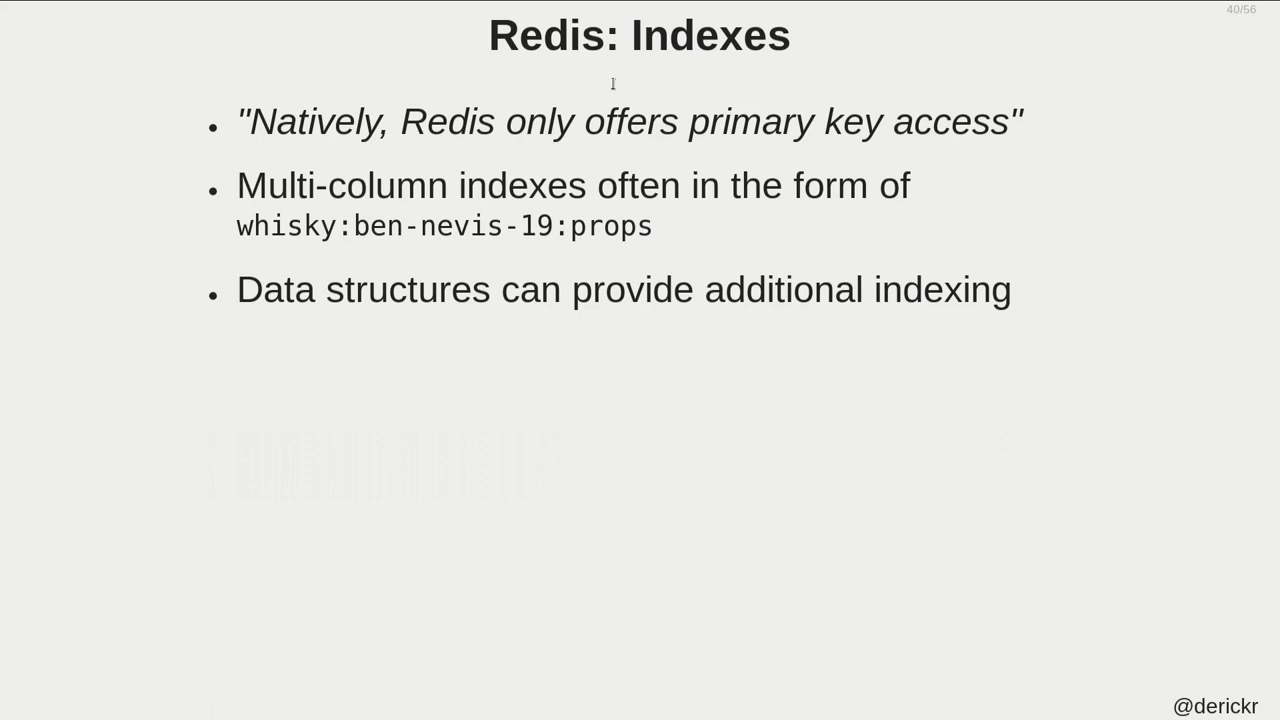 40/56
Redis: Indexes
• "Natively, Redis only offers primary key access"
• Multi-column indexes often in the form of
whisky:ben-nevis-19:props
• Data structures can provide additional indexing
@derickr